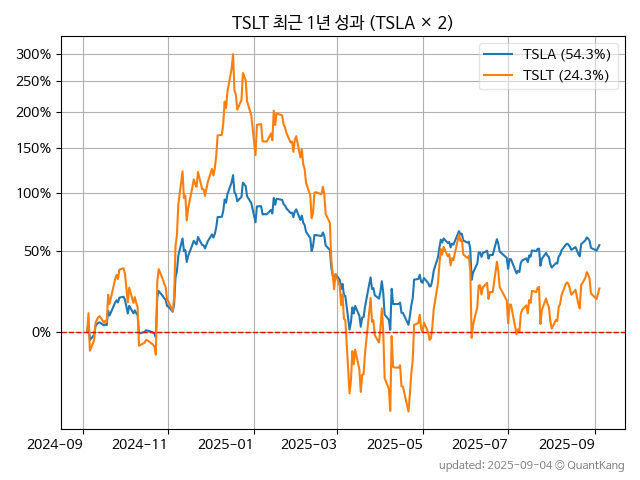 TSLT 최근 1년 성과 (TSLA × 2)
TSLA (54.3%)
TSLT (24.3%)
300%
250%
200%
150%
100%
50%
0%
2024-09 2024-11 2025-01 2025-03 2025-05 2025-07 2025-09
updated: 2025-09-04 © QuantKang